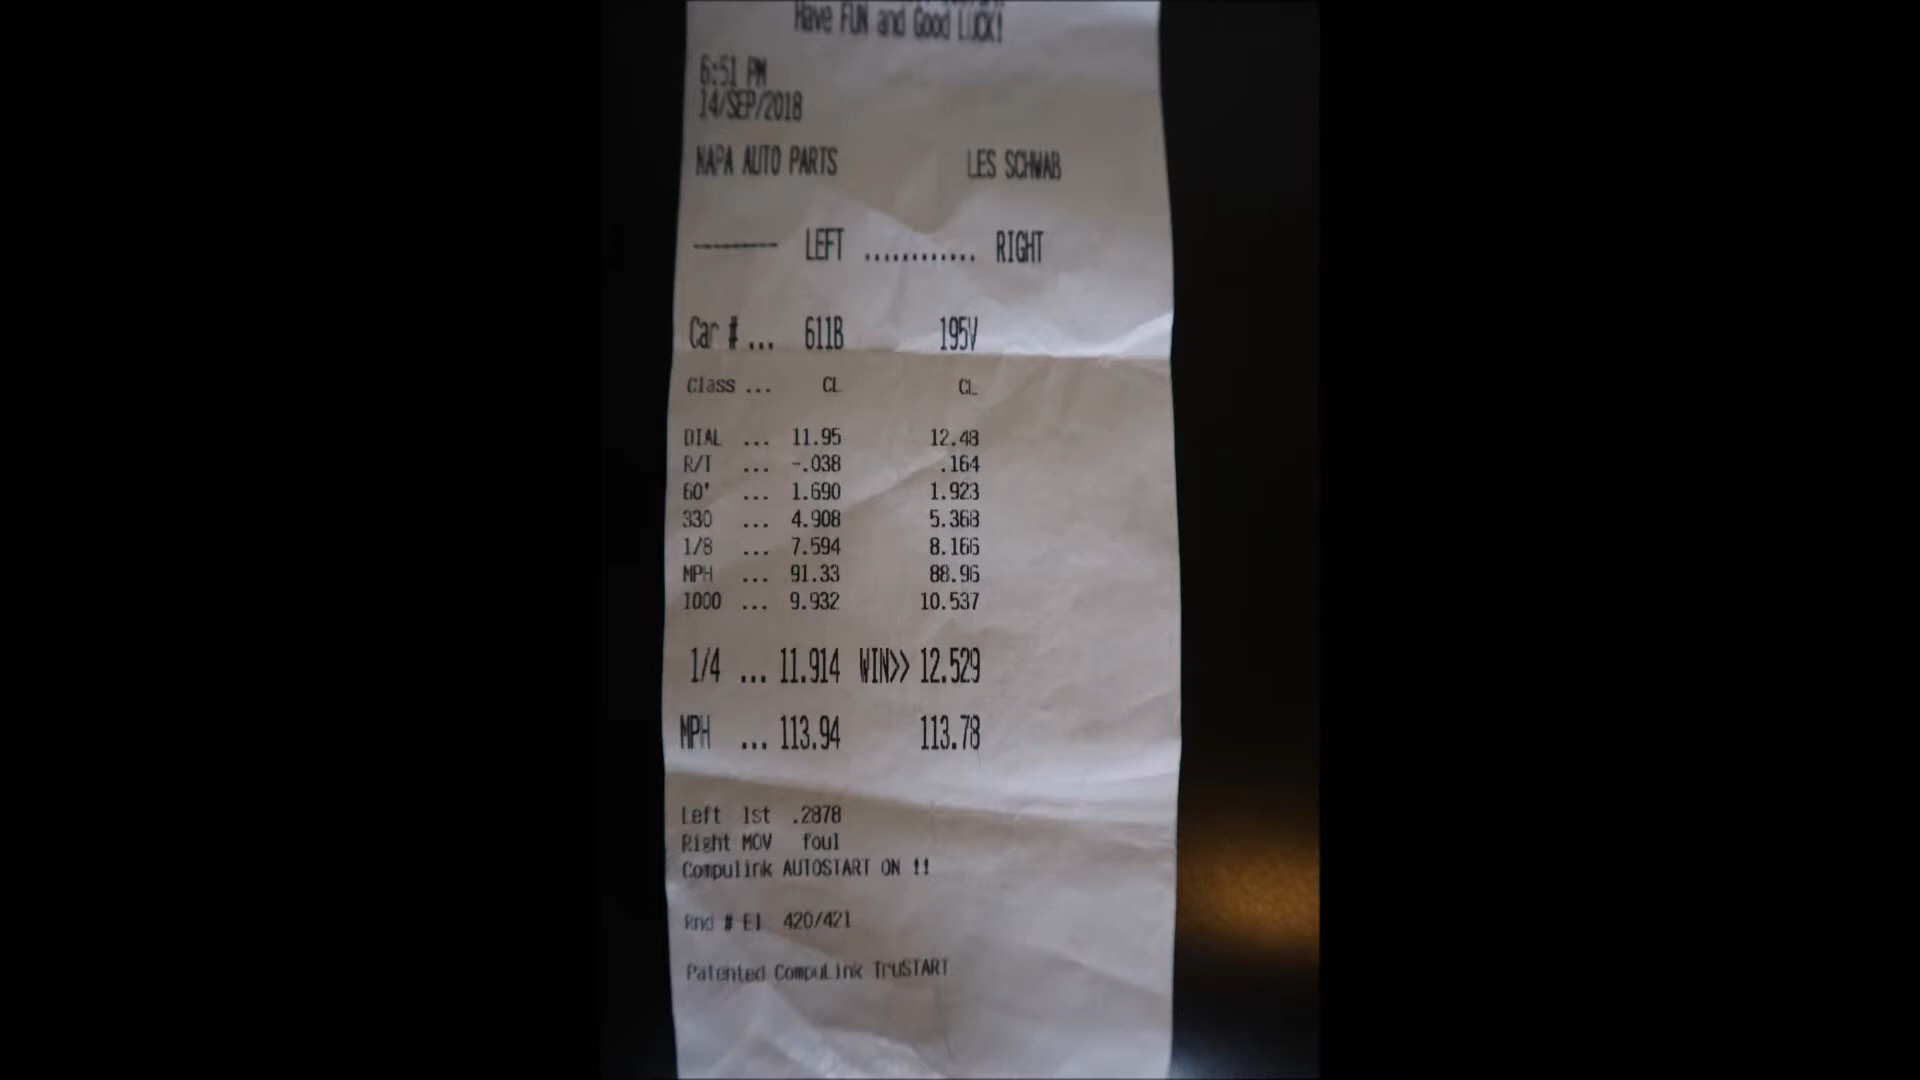 Have FUN and Good LUCK!
6:51 PM
14/SEP/2018
NAPA AUTO PARTS LES SCHWAB
-------- LEFT ............ RIGHT
Car # ... 611B 195V
Class ... CL CL
DIAL ... 11.95 12.48
R/T ... -.038 .164
60' ... 1.690 1.923
330 ... 4.908 5.368
1/8 ... 7.594 8.166
MPH ... 91.33 88.96
1000 ... 9.932 10.537
1/4 ... 11.914 WIN>> 12.529
MPH ... 113.94 113.78
Left 1st .2878
Right MOV foul
Compulink AUTOSTART ON !!
Rnd # E1 420/421
Patented CompuLink TruSTART